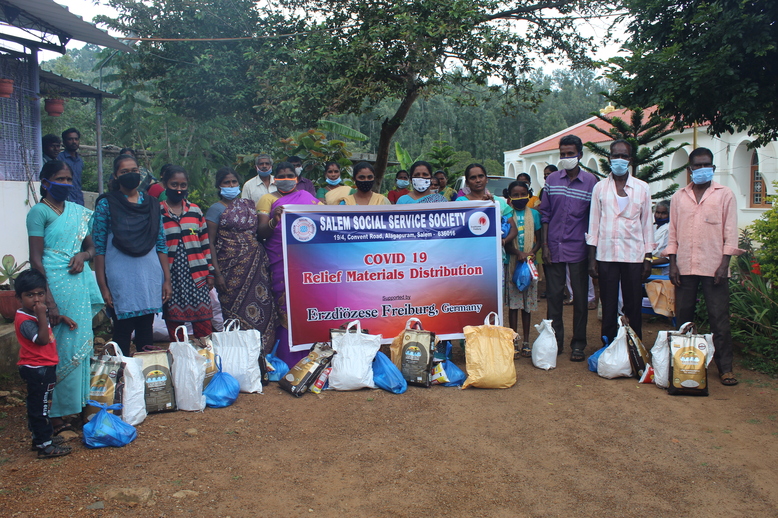 SALEM SOCIAL SERVICE SOCIETY
19/4, Convent Road, Alagapuram, Salem - 636016
COVID 19
Relief Materials Distribution
Supported by
Erzdiözese Freiburg, Germany